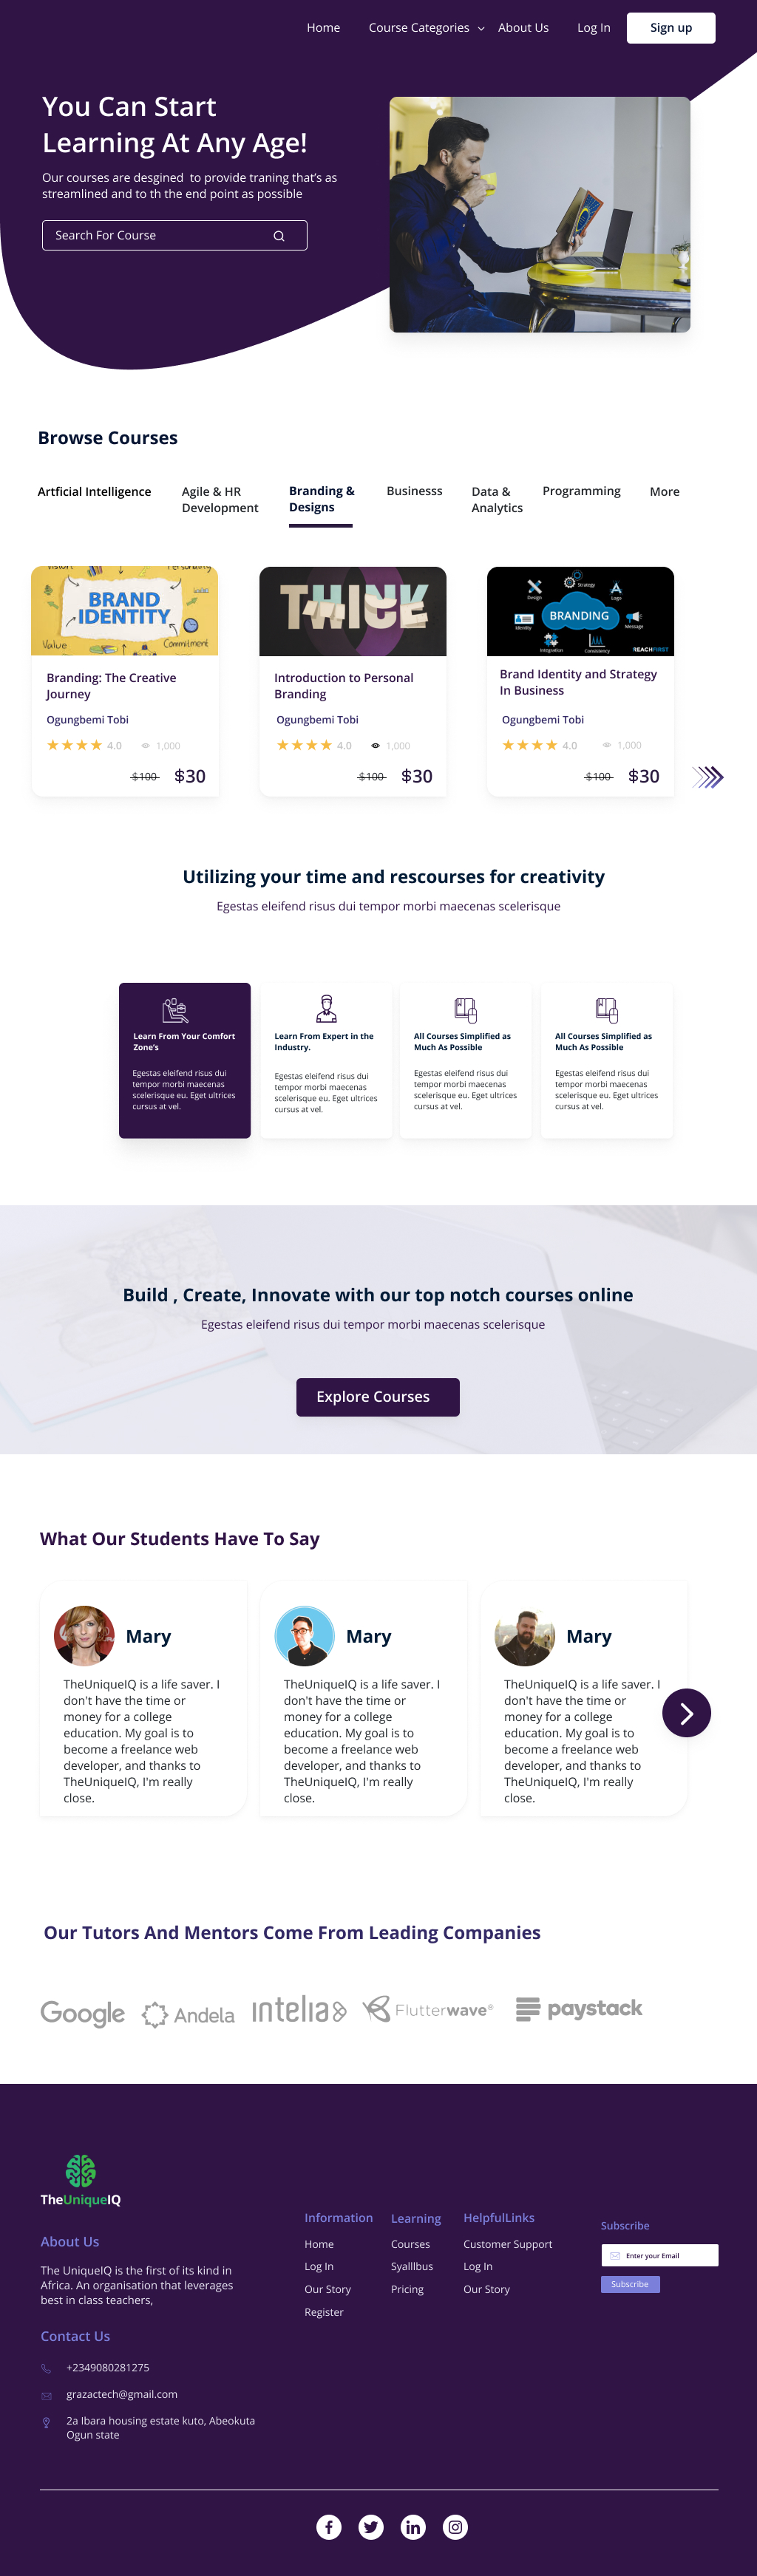 Home Course Categories About Us Log In Sign up
You Can Start
Learning At Any Age!
Our courses are desgined to provide traning that's as
streamlined and to th the end point as possible
Search For Course
Browse Courses
Artficial Intelligence
Agile & HR
Development
Branding &
Designs
Businesss
Data &
Analytics
Programming
More
Vision
Personality
BRAND
IDENTITY
Value
Commitment
Branding: The Creative
Journey
Ogungbemi Tobi
4.0 1,000
$100 $30
THINK
Introduction to Personal
Branding
Ogungbemi Tobi
4.0 1,000
$100 $30
Strategy
Design
Logo
BRANDING
Identity
Message
Integration
Consistency
REACHFIRST
Brand Identity and Strategy
In Business
Ogungbemi Tobi
4.0 1,000
$100 $30
Utilizing your time and rescourses for creativity
Egestas eleifend risus dui tempor morbi maecenas scelerisque
Learn From Your Comfort
Zone's
Egestas eleifend risus dui
tempor morbi maecenas
scelerisque eu. Eget ultrices
cursus at vel.
Learn From Expert in the
Industry.
Egestas eleifend risus dui
tempor morbi maecenas
scelerisque eu. Eget ultrices
cursus at vel.
All Courses Simplified as
Much As Possible
Egestas eleifend risus dui
tempor morbi maecenas
scelerisque eu. Eget ultrices
cursus at vel.
All Courses Simplified as
Much As Possible
Egestas eleifend risus dui
tempor morbi maecenas
scelerisque eu. Eget ultrices
cursus at vel.
Build , Create, Innovate with our top notch courses online
Egestas eleifend risus dui tempor morbi maecenas scelerisque
Explore Courses
What Our Students Have To Say
Mary
TheUniqueIQ is a life saver. I
don't have the time or
money for a college
education. My goal is to
become a freelance web
developer, and thanks to
TheUniqueIQ, I'm really
close.
Mary
TheUniqueIQ is a life saver. I
don't have the time or
money for a college
education. My goal is to
become a freelance web
developer, and thanks to
TheUniqueIQ, I'm really
close.
Mary
TheUniqueIQ is a life saver. I
don't have the time or
money for a college
education. My goal is to
become a freelance web
developer, and thanks to
TheUniqueIQ, I'm really
close.
Our Tutors And Mentors Come From Leading Companies
Google Andela intelia Flutterwave® paystack
TheUniqueIQ
About Us
The UniqueIQ is the first of its kind in
Africa. An organisation that leverages
best in class teachers,
Contact Us
+2349080281275
grazactech@gmail.com
2a Ibara housing estate kuto, Abeokuta
Ogun state
Information
Home
Log In
Our Story
Register
Learning
Courses
Syalllbus
Pricing
HelpfulLinks
Customer Support
Log In
Our Story
Subscribe
Enter your Email
Subscribe